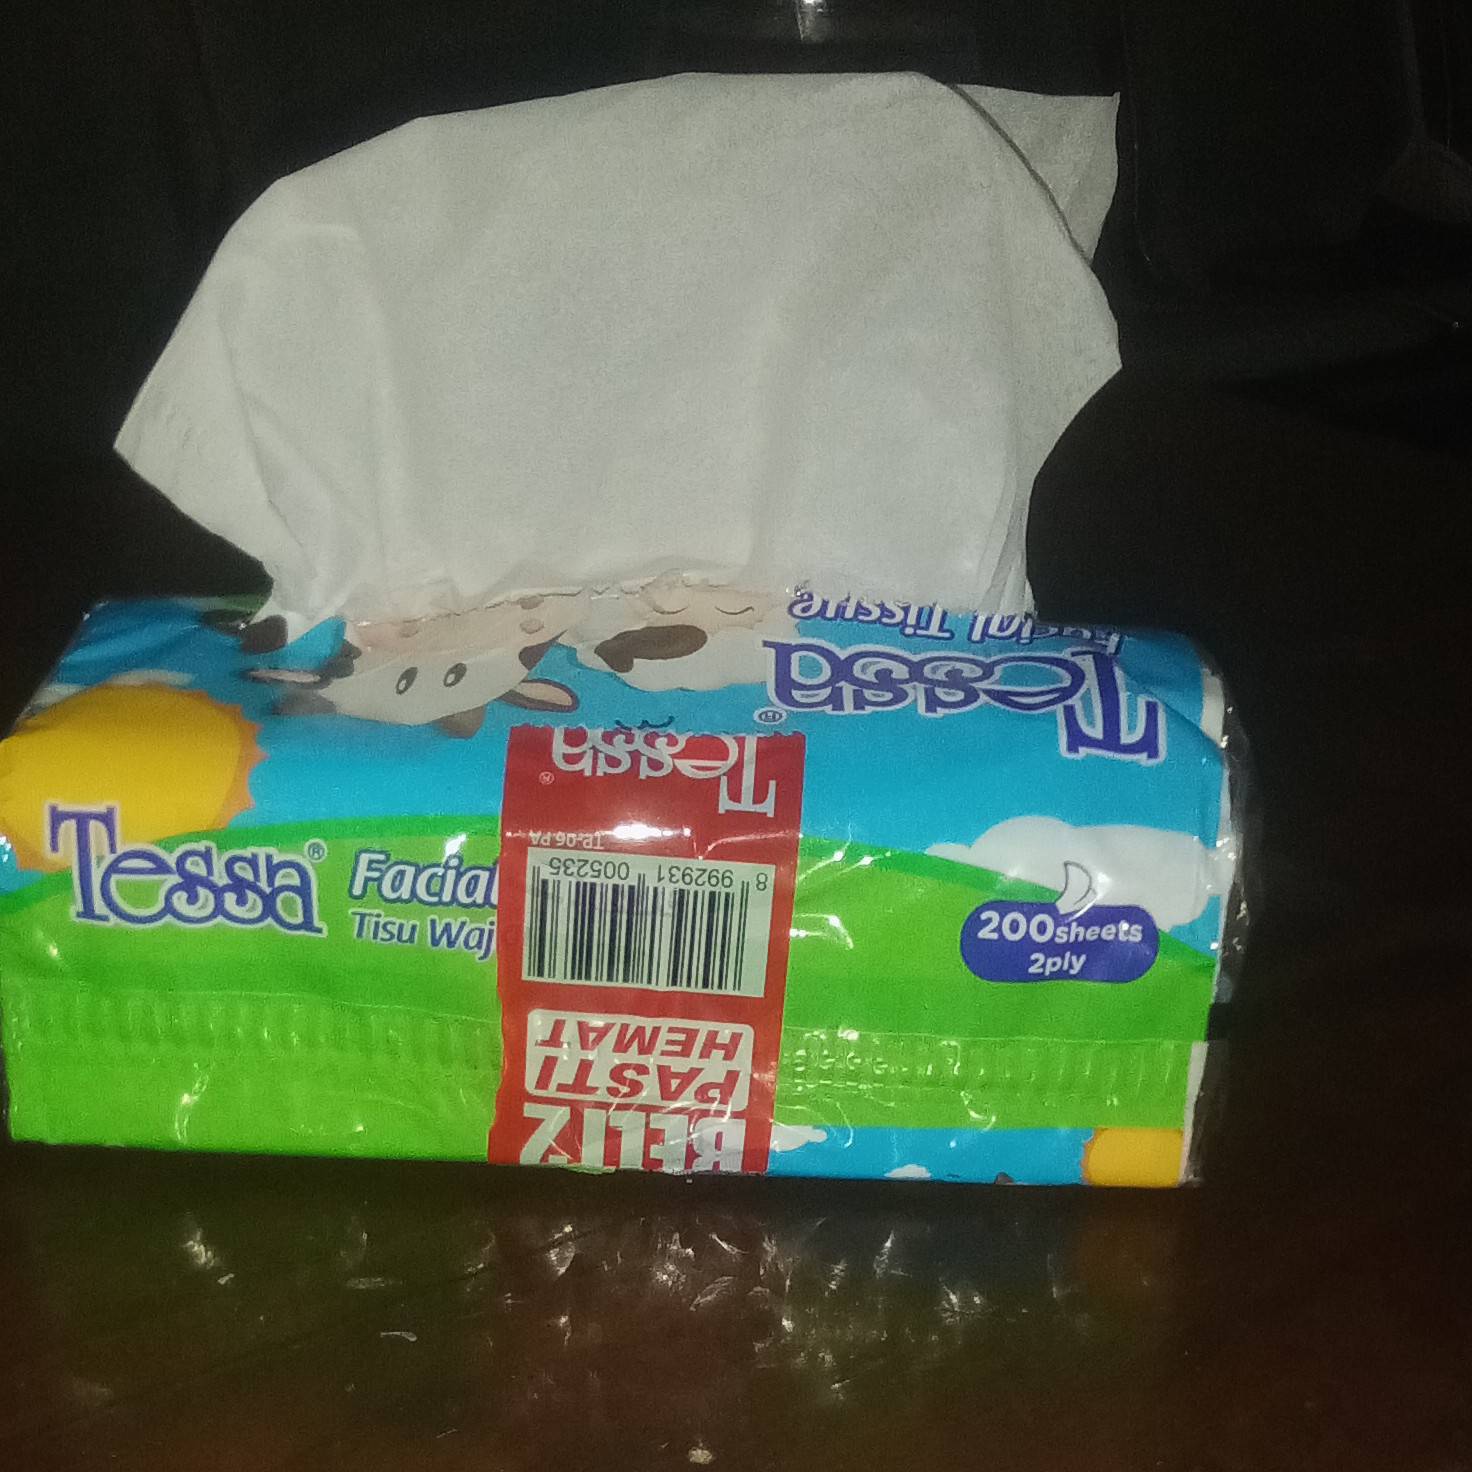 Facial Tissue
Tessa®
Tessa®
TP-06 PA
8 992931 005235
PASTI
HEMAT
BELI 2
Tessa®
Facial
Tisu Waj
200sheets
2ply